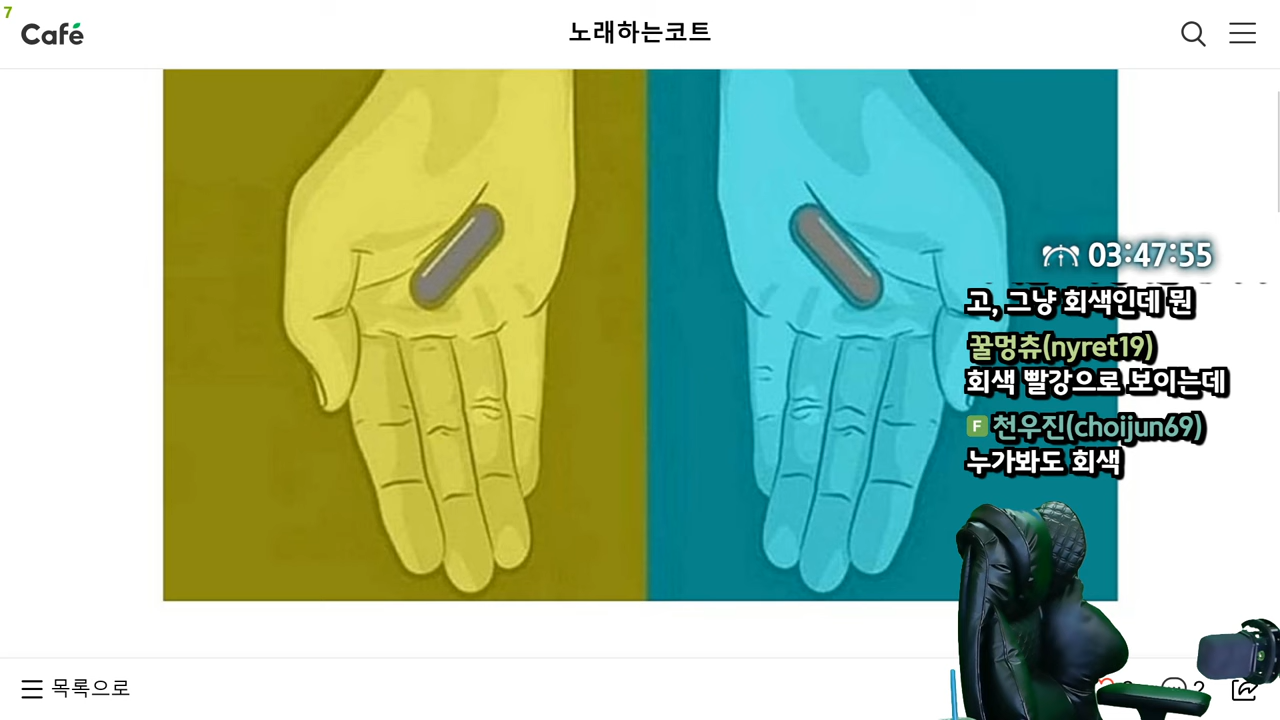 7
Café
노래하는코트
03:47:55
고, 그냥 회색인데 뭔
꿀멍츄(nyret19)
회색 빨강으로 보이는데
F 천우진(choijun69)
누가봐도 회색
목록으로
2